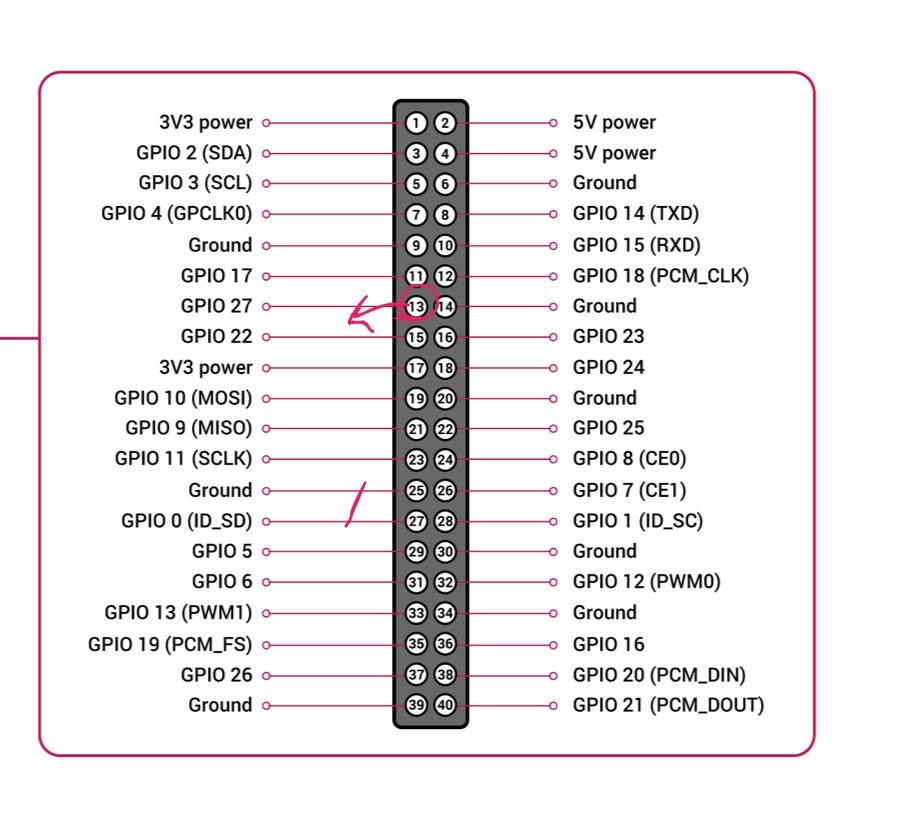 3V3 power 1 2 5V power
GPIO 2 (SDA) 3 4 5V power
GPIO 3 (SCL) 5 6 Ground
GPIO 4 (GPCLK0) 7 8 GPIO 14 (TXD)
Ground 9 10 GPIO 15 (RXD)
GPIO 17 11 12 GPIO 18 (PCM_CLK)
GPIO 27 13 14 Ground
GPIO 22 15 16 GPIO 23
3V3 power 17 18 GPIO 24
GPIO 10 (MOSI) 19 20 Ground
GPIO 9 (MISO) 21 22 GPIO 25
GPIO 11 (SCLK) 23 24 GPIO 8 (CE0)
Ground 25 26 GPIO 7 (CE1)
GPIO 0 (ID_SD) 27 28 GPIO 1 (ID_SC)
GPIO 5 29 30 Ground
GPIO 6 31 32 GPIO 12 (PWM0)
GPIO 13 (PWM1) 33 34 Ground
GPIO 19 (PCM_FS) 35 36 GPIO 16
GPIO 26 37 38 GPIO 20 (PCM_DIN)
Ground 39 40 GPIO 21 (PCM_DOUT)